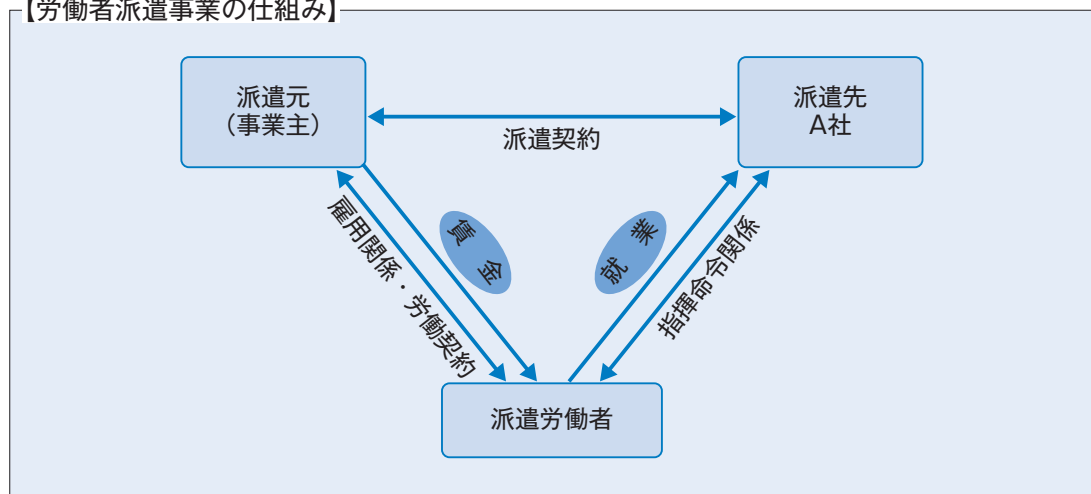 【労働者派遣事業の仕組み】
派遣元
(事業主)
派遣先
A社
派遣契約
雇用関係・労働契約
賃金
就業
指揮命令関係
派遣労働者